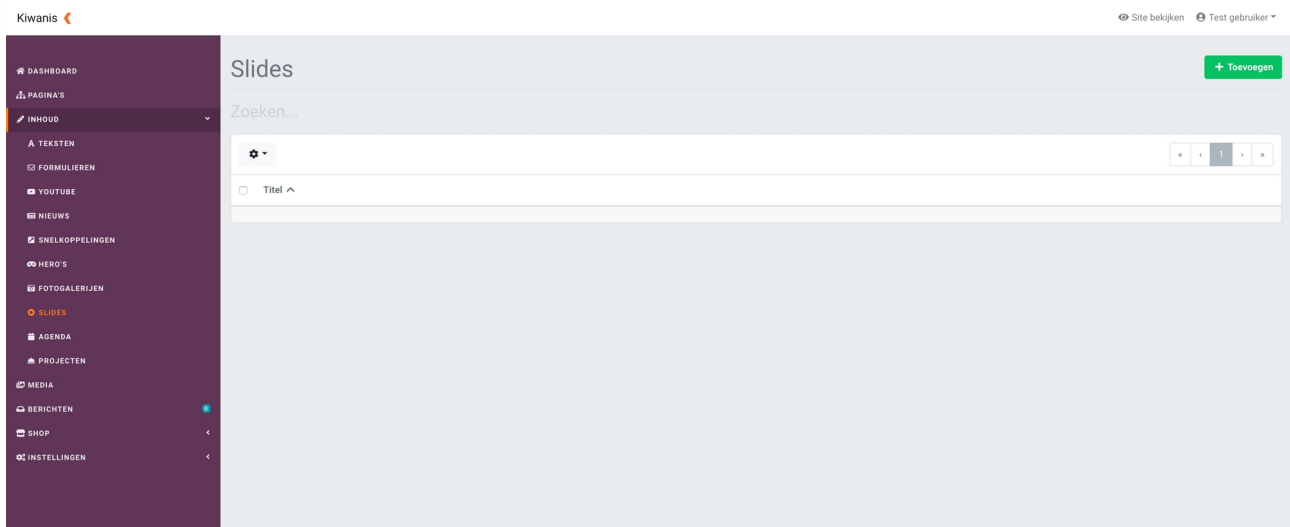 Kiwanis
Site bekijken
Test gebruiker
DASHBOARD
PAGINA'S
INHOUD
TEKSTEN
FORMULIEREN
YOUTUBE
NIEUWS
SNELKOPPELINGEN
HERO'S
FOTOGALERIJEN
SLIDES
AGENDA
PROJECTEN
MEDIA
BERICHTEN 0
SHOP
INSTELLINGEN
Slides
+ Toevoegen
Zoeken...
« ‹ 1 › »
Titel